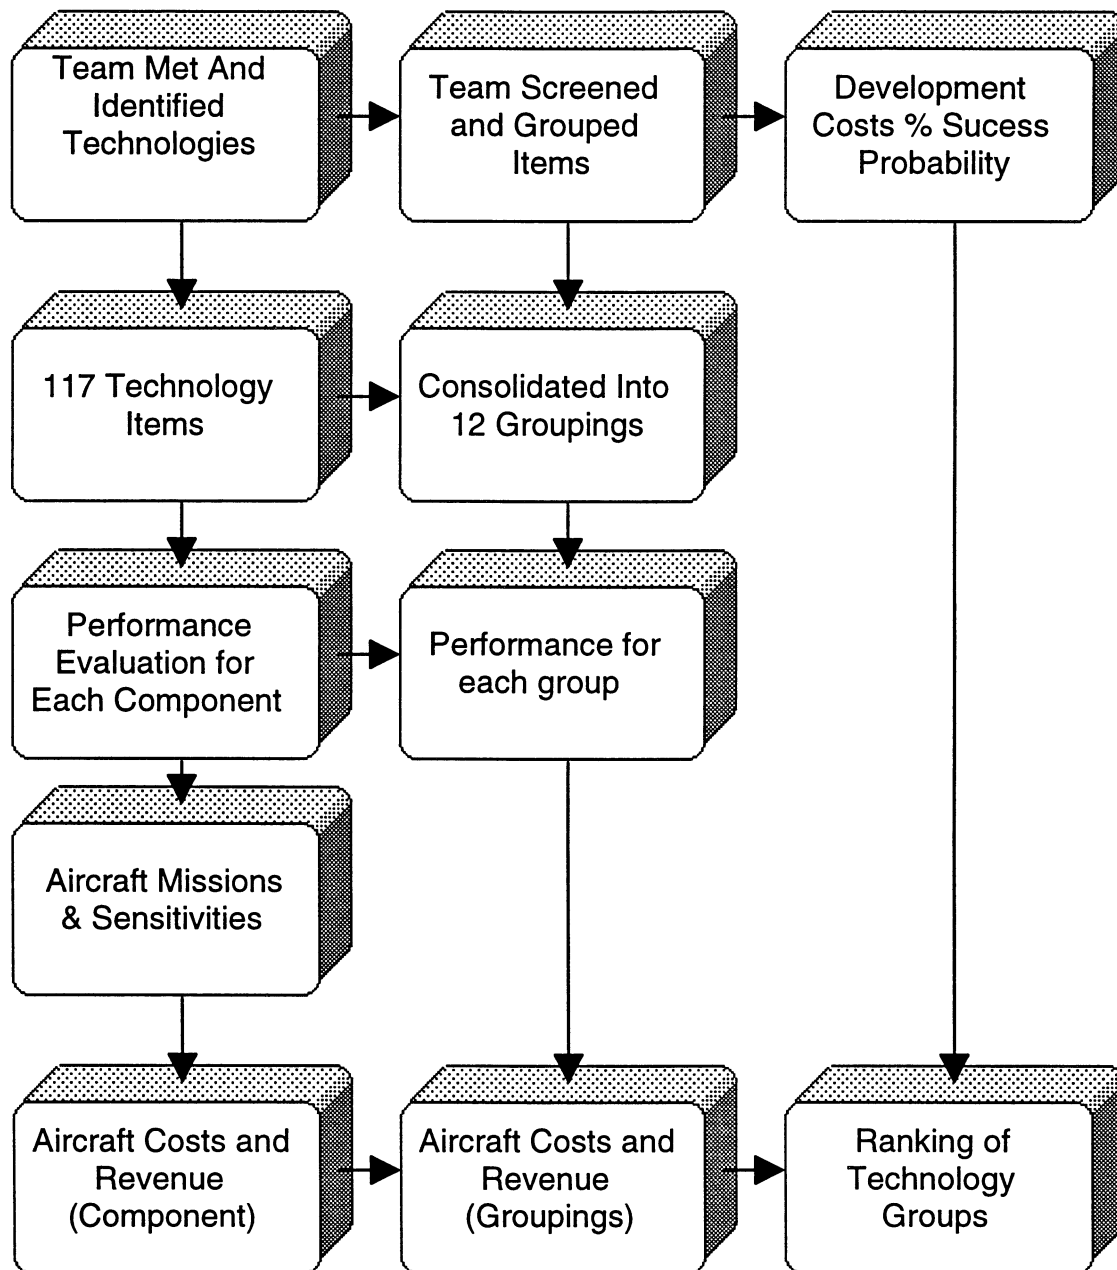 Team Met And
Identified
Technologies
Team Screened
and Grouped
Items
Development
Costs % Sucess
Probability
117 Technology
Items
Consolidated Into
12 Groupings
Performance
Evaluation for
Each Component
Performance for
each group
Aircraft Missions
& Sensitivities
Aircraft Costs and
Revenue
(Component)
Aircraft Costs and
Revenue
(Groupings)
Ranking of
Technology
Groups